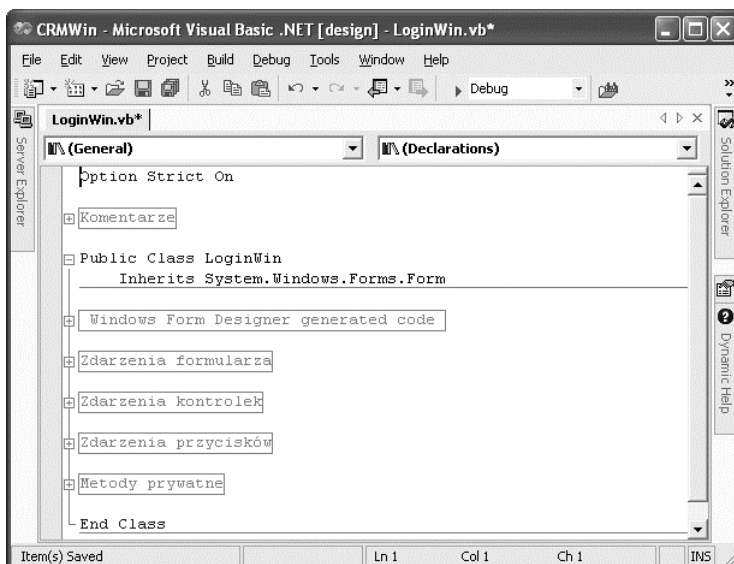 CRMWin - Microsoft Visual Basic .NET [design] - LoginWin.vb*
File Edit View Project Build Debug Tools Window Help
Debug
LoginWin.vb*
(General)
(Declarations)
Server Explorer
Option Strict On
Komentarze
Public Class LoginWin
Inherits System.Windows.Forms.Form
Windows Form Designer generated code
Zdarzenia formularza
Zdarzenia kontrolek
Zdarzenia przycisków
Metody prywatne
End Class
Solution Explorer
Dynamic Help
Item(s) Saved Ln 1 Col 1 Ch 1 INS